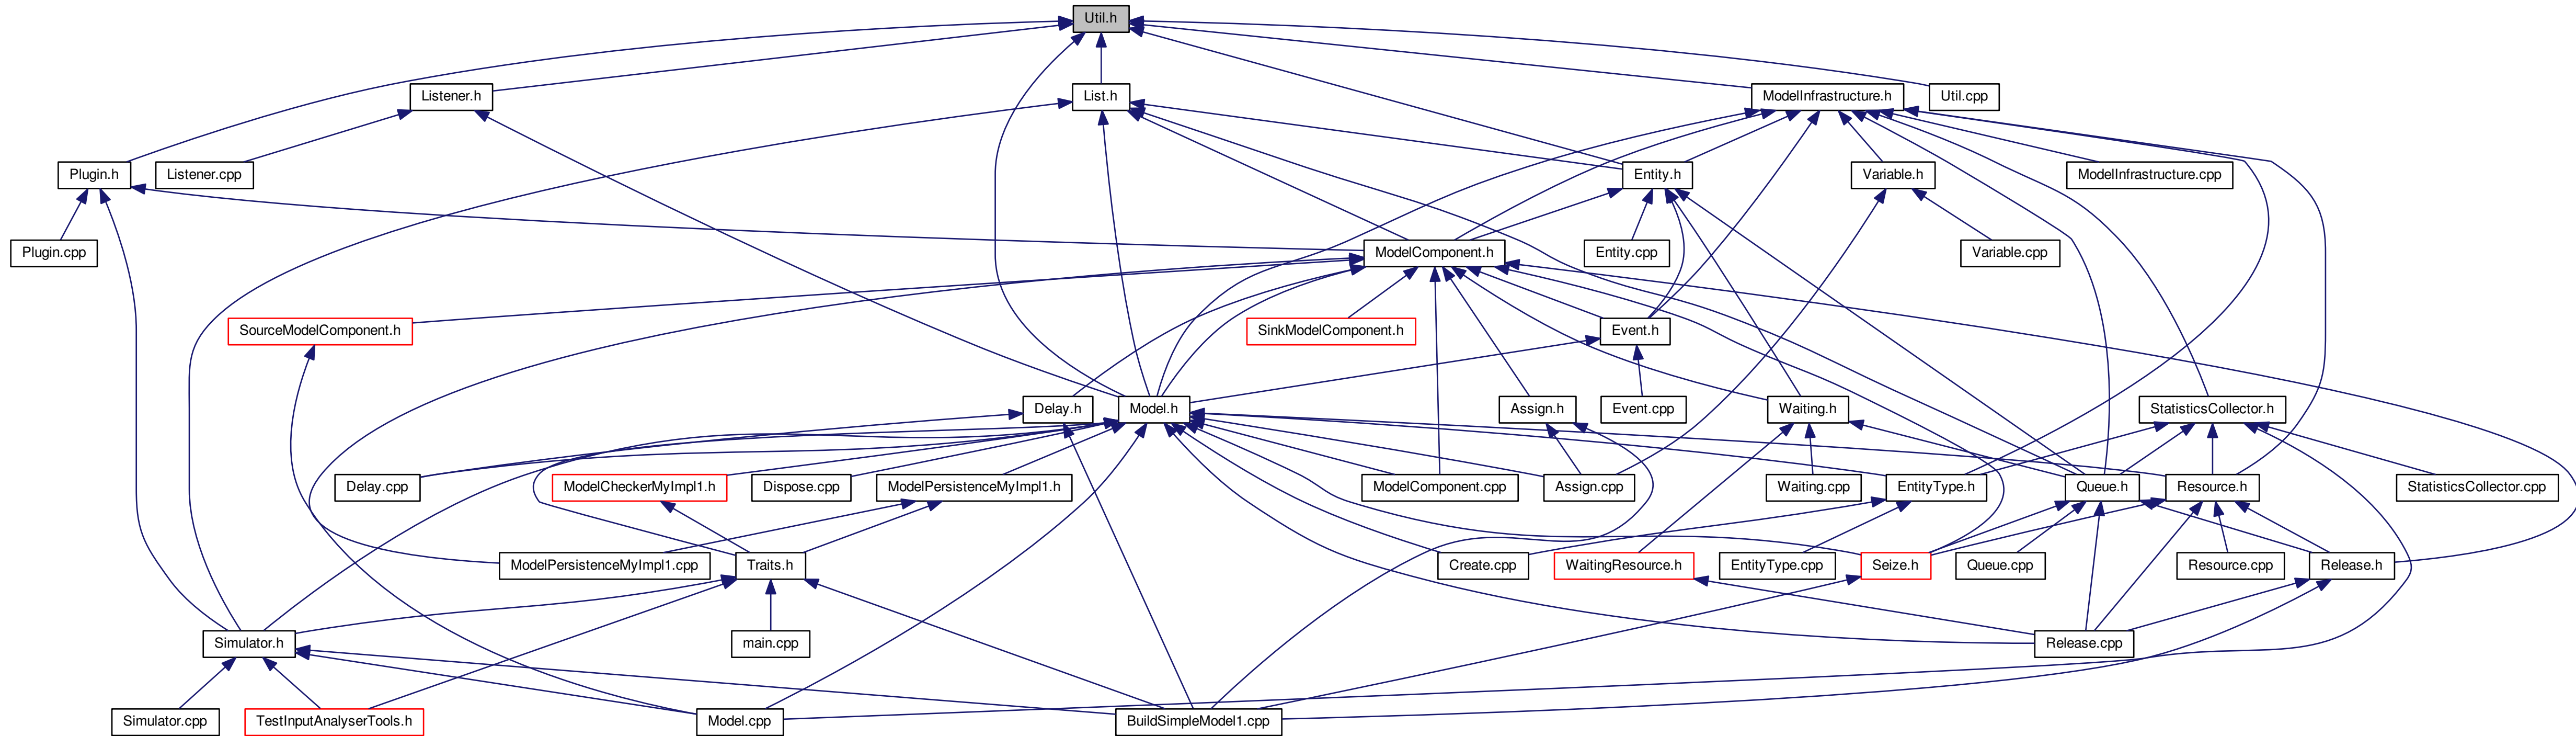 Util.h
Listener.h
List.h
ModelInfrastructure.h
Util.cpp
Plugin.h
Listener.cpp
Entity.h
Variable.h
ModelInfrastructure.cpp
Plugin.cpp
ModelComponent.h
Entity.cpp
Variable.cpp
SourceModelComponent.h
SinkModelComponent.h
Event.h
Delay.h
Model.h
Assign.h
Event.cpp
Waiting.h
StatisticsCollector.h
Delay.cpp
ModelCheckerMyImpl1.h
Dispose.cpp
ModelPersistenceMyImpl1.h
ModelComponent.cpp
Assign.cpp
Waiting.cpp
EntityType.h
Queue.h
Resource.h
StatisticsCollector.cpp
ModelPersistenceMyImpl1.cpp
Traits.h
Create.cpp
WaitingResource.h
EntityType.cpp
Seize.h
Queue.cpp
Resource.cpp
Release.h
Simulator.h
main.cpp
Release.cpp
Simulator.cpp
TestInputAnalyserTools.h
Model.cpp
BuildSimpleModel1.cpp